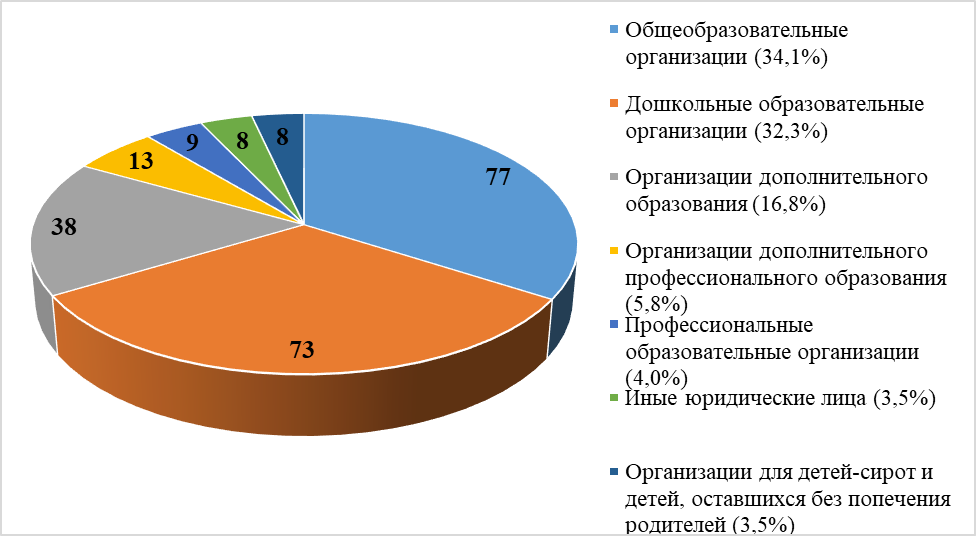 77
73
38
13
9
8
8
Общеобразовательные
организации (34,1%)
Дошкольные образовательные
организации (32,3%)
Организации дополнительного
образования (16,8%)
Организации дополнительного
профессионального образования
(5,8%)
Профессиональные
образовательные организации
(4,0%)
Иные юридические лица (3,5%)
Организации для детей-сирот и
детей, оставшихся без попечения
родителей (3,5%)